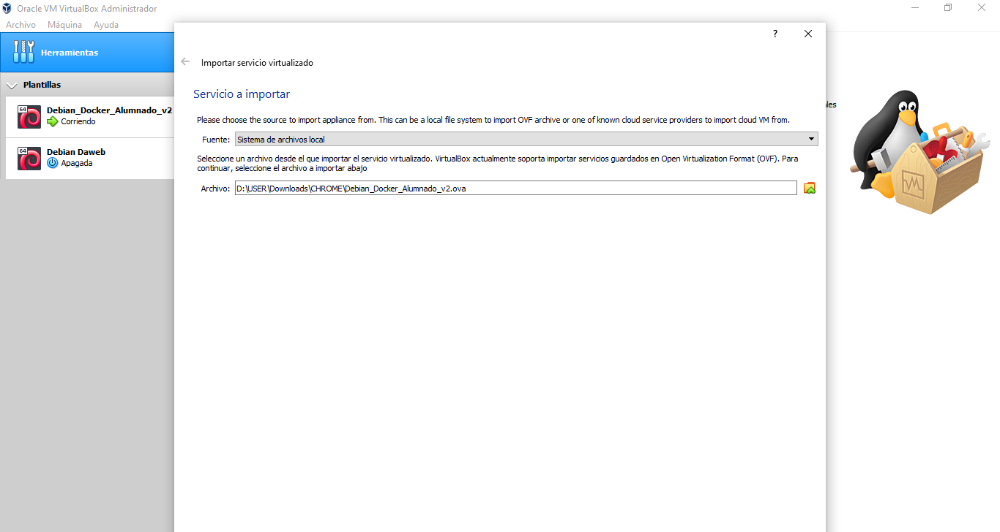 Oracle VM VirtualBox Administrador
Archivo Máquina Ayuda
Herramientas
Plantillas
64
Debian_Docker_Alumnado_v2
Corriendo
64
Debian Daweb
Apagada
?
Importar servicio virtualizado
Servicio a importar
Please choose the source to import appliance from. This can be a local file system to import OVF archive or one of known cloud service providers to import cloud VM from.
Fuente: Sistema de archivos local
Seleccione un archivo desde el que importar el servicio virtualizado. VirtualBox actualmente soporta importar servicios guardados en Open Virtualization Format (OVF). Para
continuar, seleccione el archivo a importar abajo
Archivo: D:\USER\Downloads\CHROME\Debian_Docker_Alumnado_v2.ova
ales